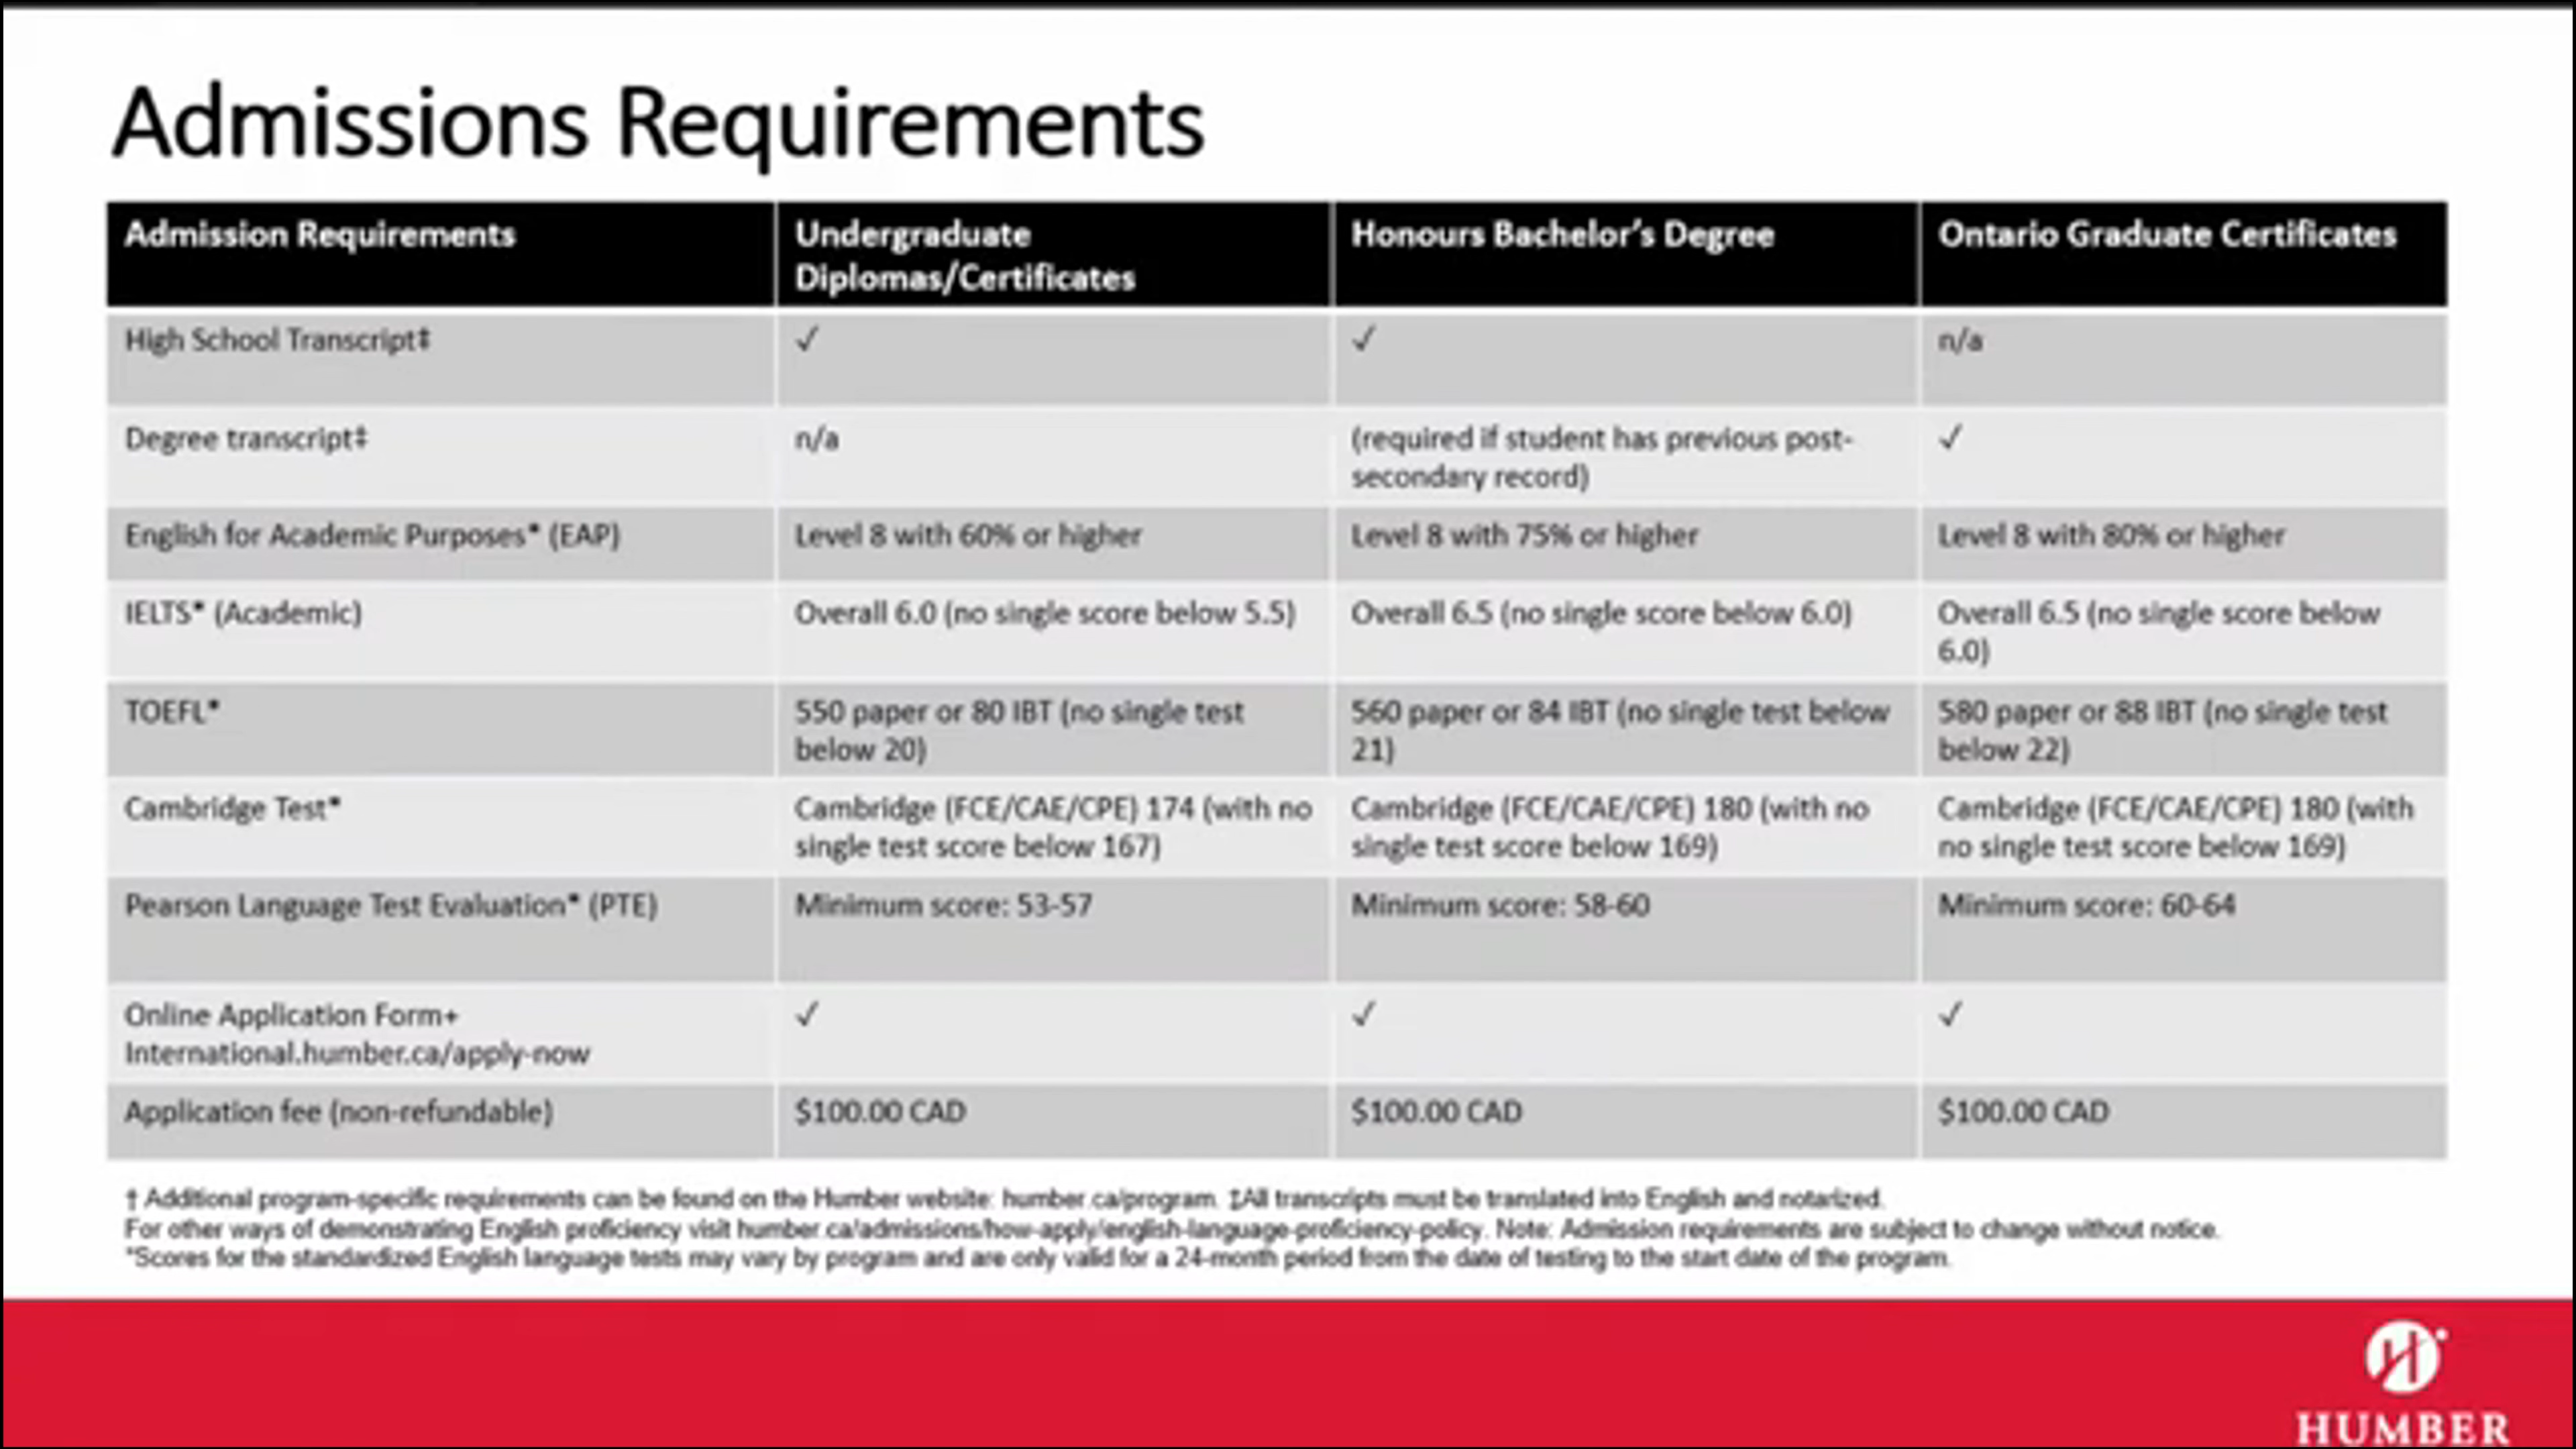 Admissions Requirements
Admission Requirements
Undergraduate
Diplomas/Certificates
Honours Bachelor's Degree
Ontario Graduate Certificates
High School Transcript‡
✓
✓
n/a
Degree transcript‡
n/a
(required if student has previous post-
secondary record)
✓
English for Academic Purposes* (EAP)
Level 8 with 60% or higher
Level 8 with 75% or higher
Level 8 with 80% or higher
IELTS* (Academic)
Overall 6.0 (no single score below 5.5)
Overall 6.5 (no single score below 6.0)
Overall 6.5 (no single score below
6.0)
TOEFL*
550 paper or 80 IBT (no single test
below 20)
560 paper or 84 IBT (no single test below
21)
580 paper or 88 IBT (no single test
below 22)
Cambridge Test*
Cambridge (FCE/CAE/CPE) 174 (with no
single test score below 167)
Cambridge (FCE/CAE/CPE) 180 (with no
single test score below 169)
Cambridge (FCE/CAE/CPE) 180 (with
no single test score below 169)
Pearson Language Test Evaluation* (PTE)
Minimum score: 53-57
Minimum score: 58-60
Minimum score: 60-64
Online Application Form+
International.humber.ca/apply-now
✓
✓
✓
Application fee (non-refundable)
$100.00 CAD
$100.00 CAD
$100.00 CAD
† Additional program-specific requirements can be found on the Humber website: humber.ca/program. ‡All transcripts must be translated into English and notarized.
For other ways of demonstrating English proficiency visit humber.ca/admissions/how-apply/english-language-proficiency-policy. Note: Admission requirements are subject to change without notice.
*Scores for the standardized English language tests may vary by program and are only valid for a 24-month period from the date of testing to the start date of the program.
HUMBER